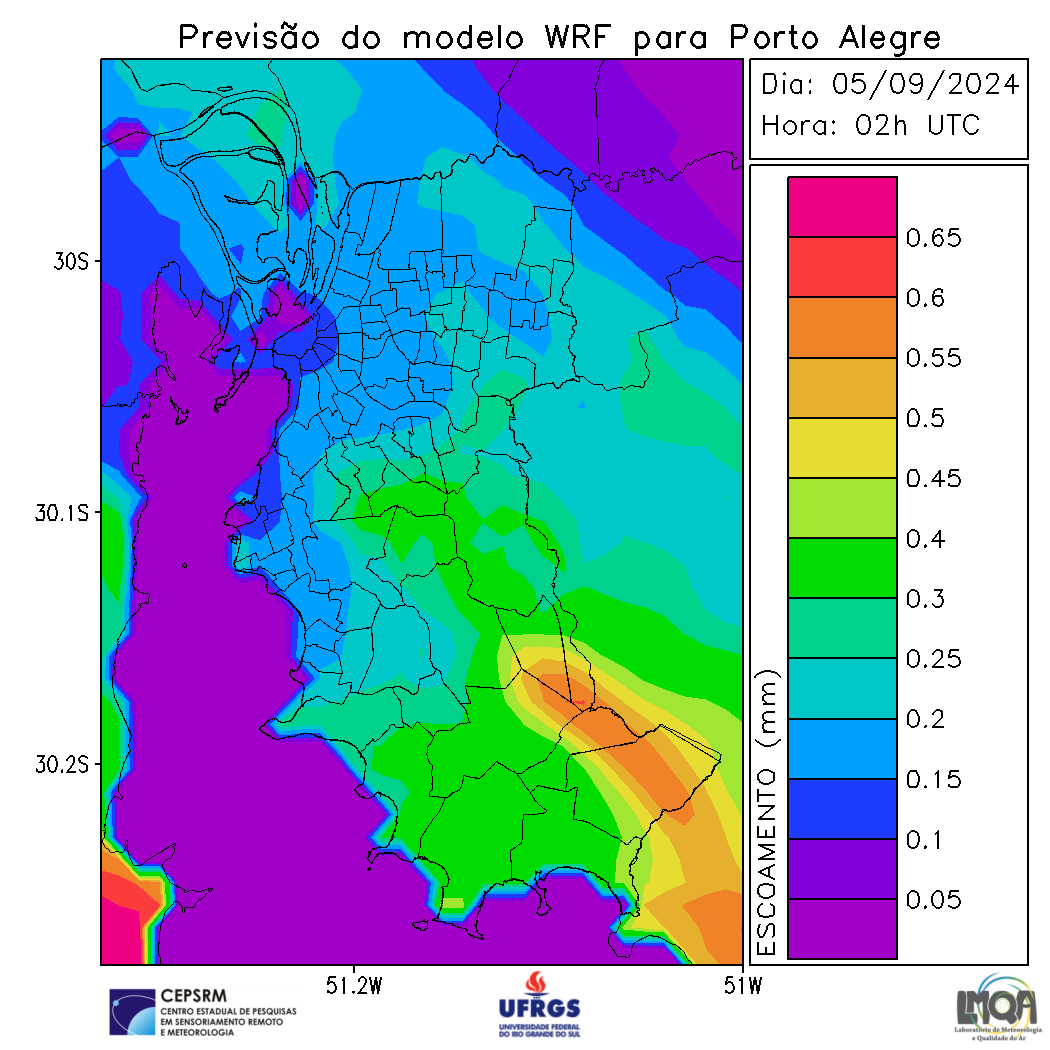 Previsão do modelo WRF para Porto Alegre
Dia: 05/09/2024
Hora: 02h UTC
30S
30.1S
30.2S
51.2W
51W
ESCOAMENTO (mm)
0.65
0.6
0.55
0.5
0.45
0.4
0.3
0.25
0.2
0.15
0.1
0.05
CEPSRM
CENTRO ESTADUAL DE PESQUISAS
EM SENSORIAMENTO REMOTO
E METEOROLOGIA
UFRGS
UNIVERSIDADE FEDERAL
DO RIO GRANDE DO SUL
LMQA
Laboratório de Meteorologia
e Qualidade do Ar